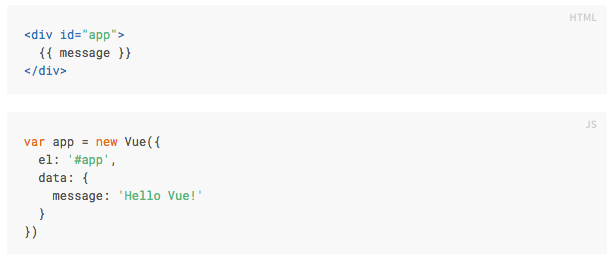 HTML
<div id="app">
  {{ message }}
</div>
JS
var app = new Vue({
  el: '#app',
  data: {
    message: 'Hello Vue!'
  }
})